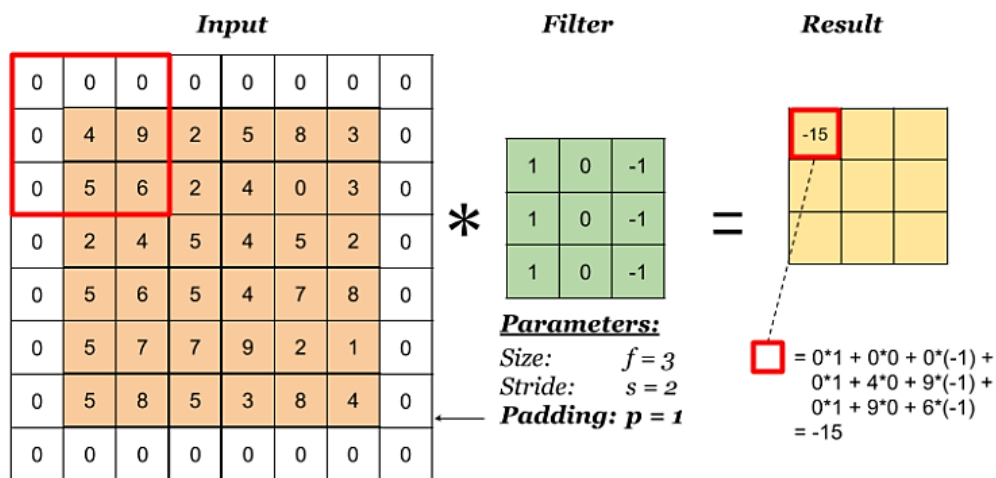 Input
Filter
Result
0 0 0 0 0 0 0 0
0 4 9 2 5 8 3 0
0 5 6 2 4 0 3 0
0 2 4 5 4 5 2 0
0 5 6 5 4 7 8 0
0 5 7 7 9 2 1 0
0 5 8 5 3 8 4 0
0 0 0 0 0 0 0 0
*
1 0 -1
1 0 -1
1 0 -1
=
-15
Parameters:
Size: f = 3
Stride: s = 2
Padding: p = 1
= 0*1 + 0*0 + 0*(-1) +
0*1 + 4*0 + 9*(-1) +
0*1 + 9*0 + 6*(-1)
= -15